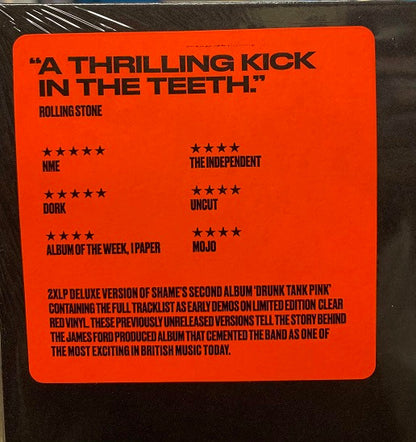 “A THRILLING KICK
IN THE TEETH.”
ROLLING STONE
★★★★★
NME
★★★★
THE INDEPENDENT
★★★★★
DORK
★★★★
UNCUT
★★★★
ALBUM OF THE WEEK, I PAPER
★★★★
MOJO
2XLP DELUXE VERSION OF SHAME'S SECOND ALBUM 'DRUNK TANK PINK'
CONTAINING THE FULL TRACKLIST AS EARLY DEMOS ON LIMITED EDITION CLEAR
RED VINYL. THESE PREVIOUSLY UNRELEASED VERSIONS TELL THE STORY BEHIND
THE JAMES FORD PRODUCED ALBUM THAT CEMENTED THE BAND AS ONE OF
THE MOST EXCITING IN BRITISH MUSIC TODAY.